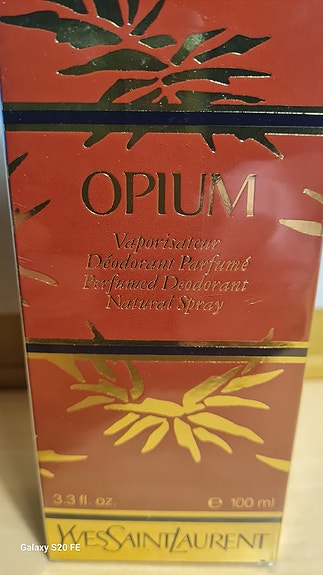 OPIUM
Vaporisateur
Déodorant Parfumé
Perfumed Deodorant
Natural Spray
3.3 fl. oz. ℮ 100 ml
YVESSAINTLAURENT
Galaxy S20 FE